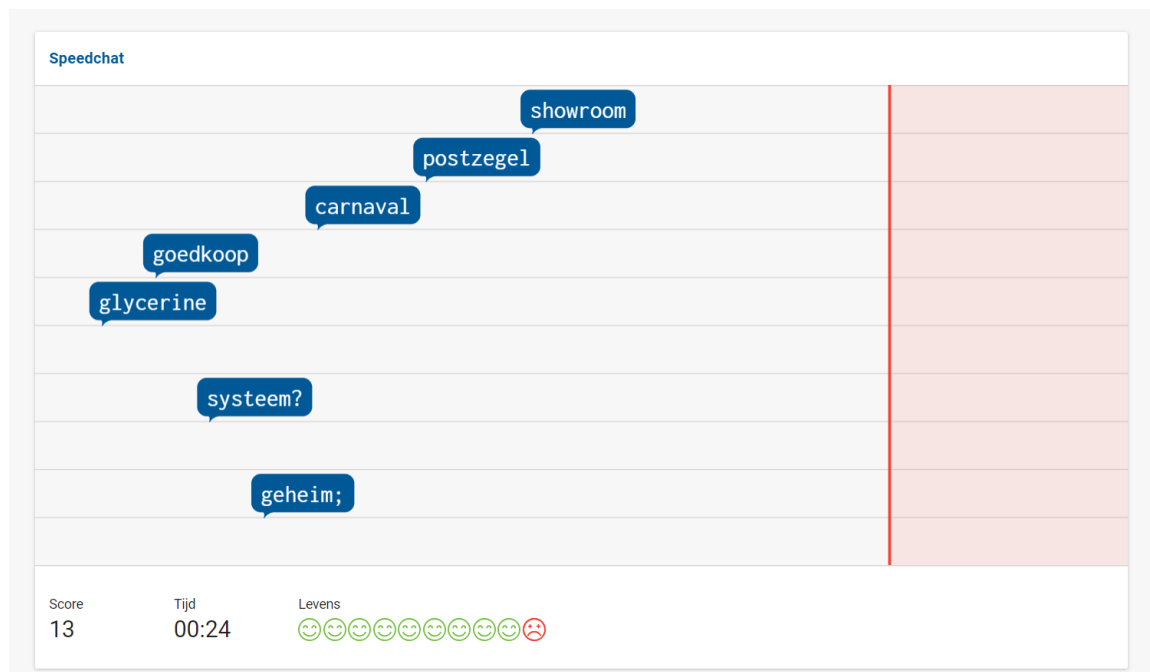 Speedchat
showroom
postzegel
carnaval
goedkoop
glycerine
systeem?
geheim;
Score
13
Tijd
00:24
Levens